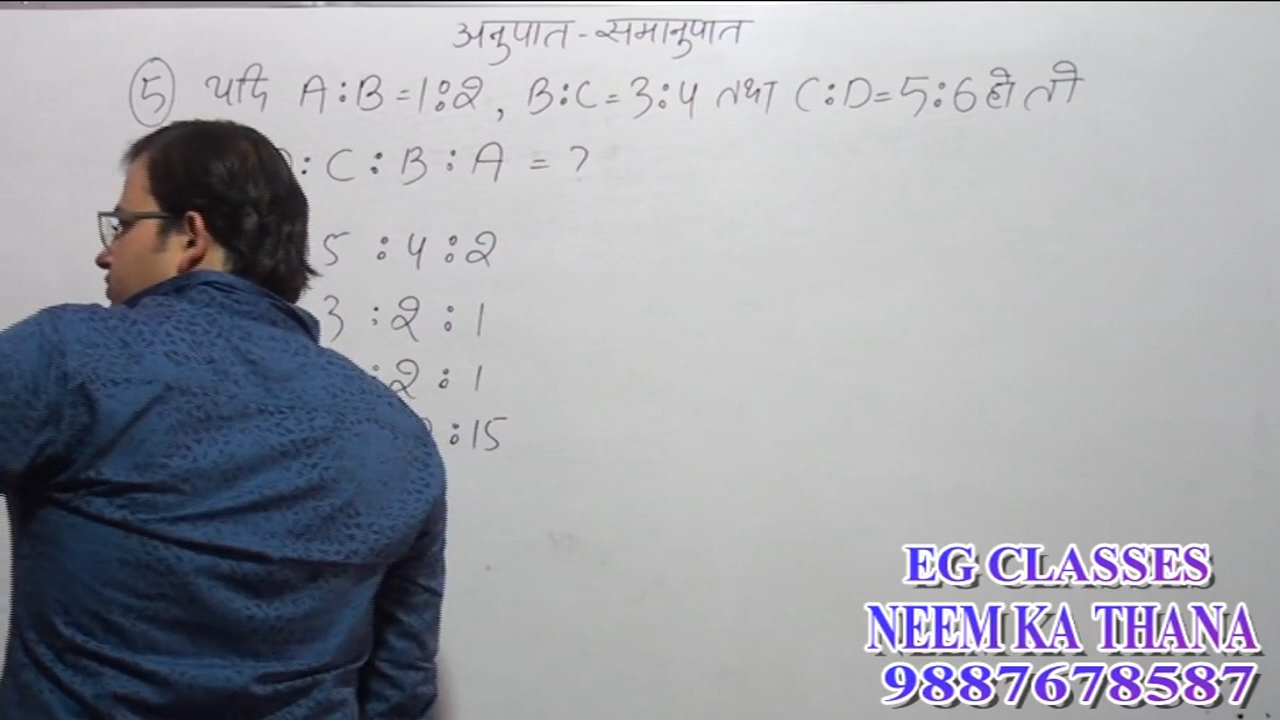 अनुपात - समानुपात
5 यदि A:B=1:2, B:C=3:4 तथा C:D=5:6 हो तो
:C:B:A = ?
5 : 4 : 2
3 : 2 : 1
: 2 : 1
: 15
EG CLASSES
NEEM KA THANA
9887678587